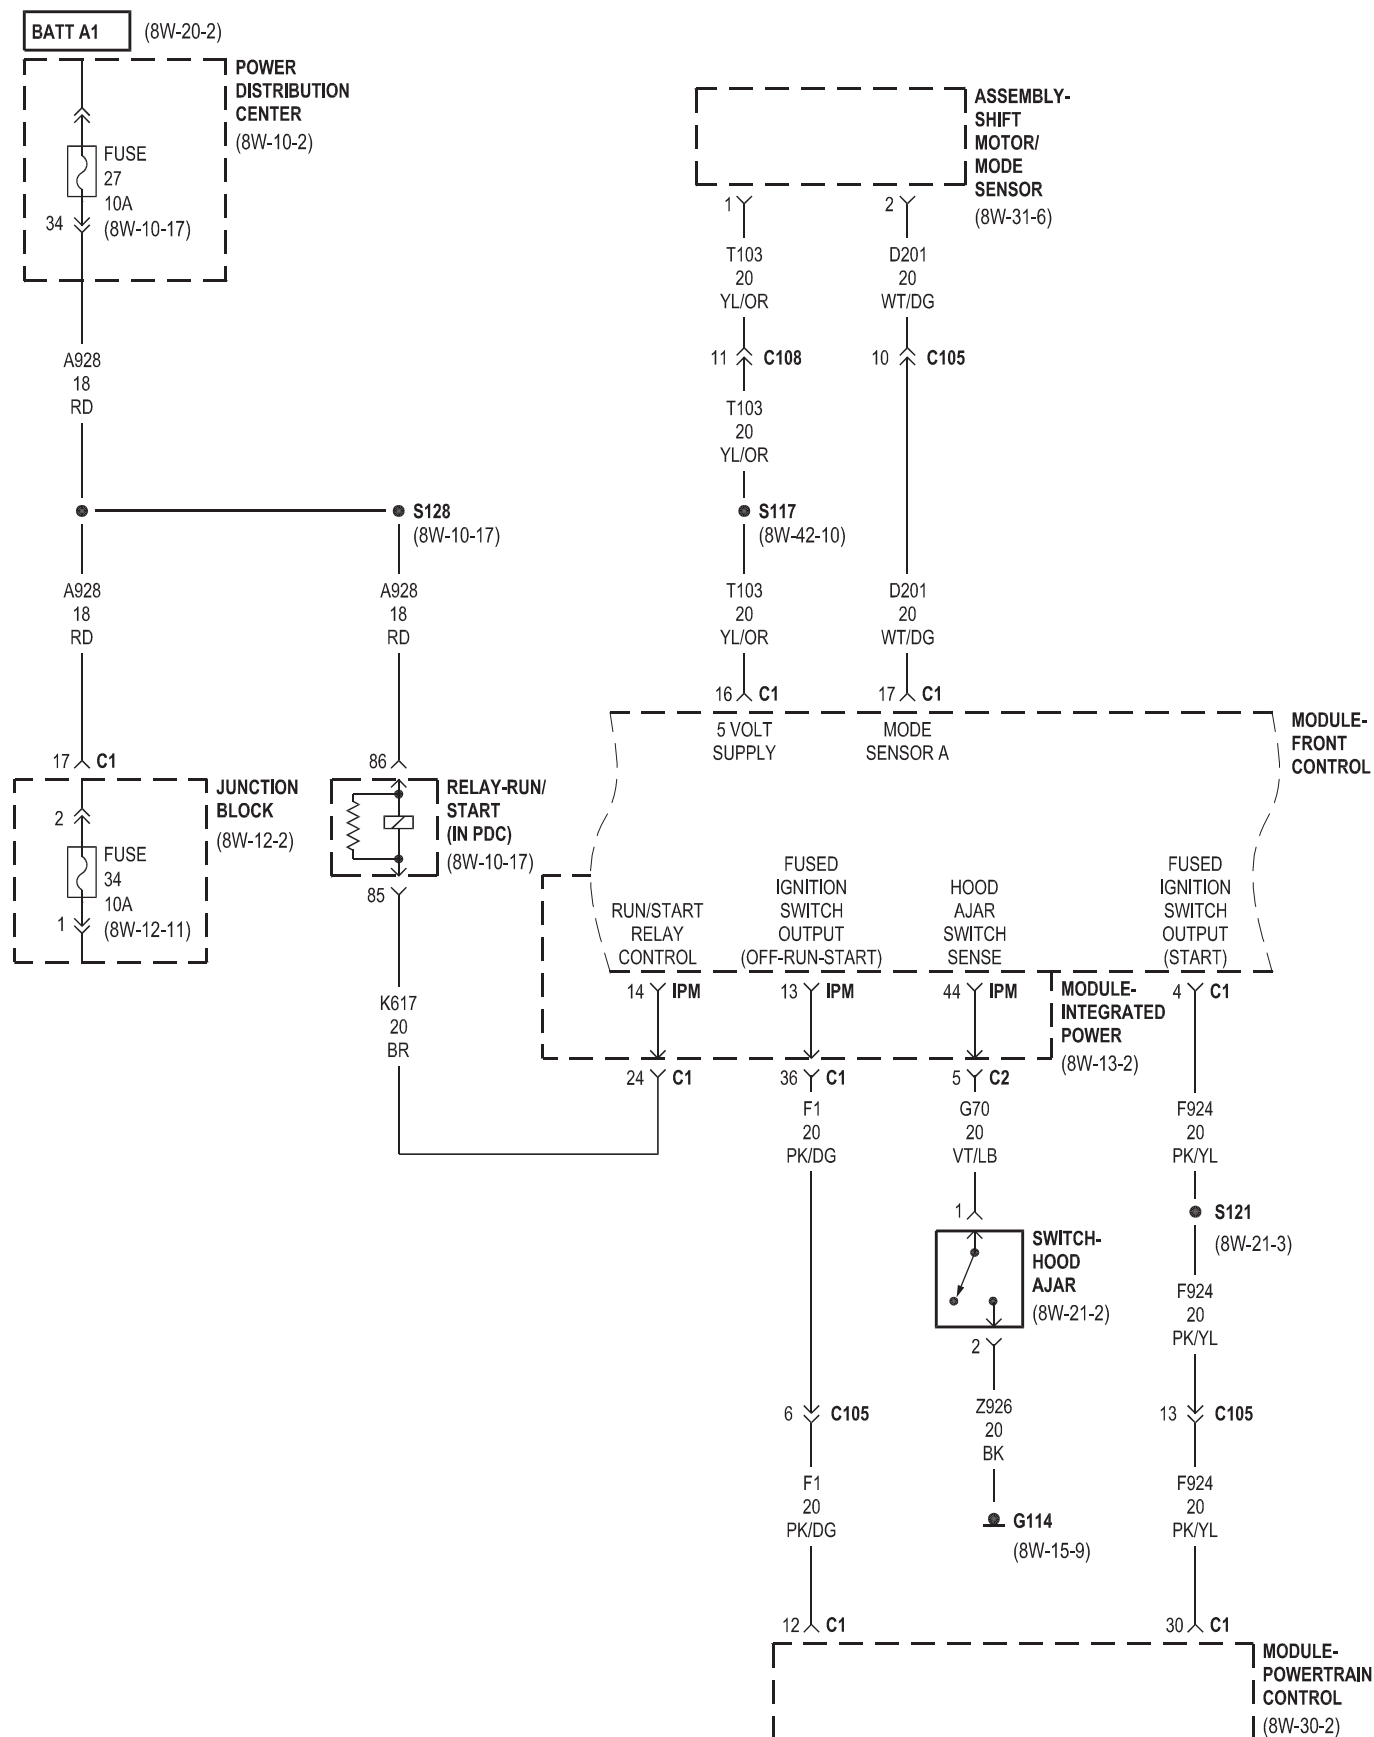 BATT A1 (8W-20-2)
POWER
DISTRIBUTION
CENTER
(8W-10-2)
FUSE
27
10A
34 (8W-10-17)
A928
18
RD
S128
(8W-10-17)
A928
18
RD
A928
18
RD
17 C1
JUNCTION
BLOCK
(8W-12-2)
2
FUSE
34
10A
1 (8W-12-11)
86
RELAY-RUN/
START
(IN PDC)
(8W-10-17)
85
K617
20
BR
ASSEMBLY-
SHIFT
MOTOR/
MODE
SENSOR
(8W-31-6)
1
T103
20
YL/OR
11 C108
T103
20
YL/OR
S117
(8W-42-10)
T103
20
YL/OR
16 C1
2
D201
20
WT/DG
10 C105
D201
20
WT/DG
17 C1
5 VOLT
SUPPLY
MODE
SENSOR A
MODULE-
FRONT
CONTROL
RUN/START
RELAY
CONTROL
FUSED
IGNITION
SWITCH
OUTPUT
(OFF-RUN-START)
HOOD
AJAR
SWITCH
SENSE
FUSED
IGNITION
SWITCH
OUTPUT
(START)
14 IPM
13 IPM
44 IPM
MODULE-
INTEGRATED
POWER
(8W-13-2)
4 C1
24 C1
36 C1
5 C2
F1
20
PK/DG
G70
20
VT/LB
F924
20
PK/YL
1
SWITCH-
HOOD
AJAR
(8W-21-2)
2
S121
(8W-21-3)
F924
20
PK/YL
6 C105
Z926
20
BK
13 C105
F1
20
PK/DG
G114
(8W-15-9)
F924
20
PK/YL
12 C1
30 C1
MODULE-
POWERTRAIN
CONTROL
(8W-30-2)